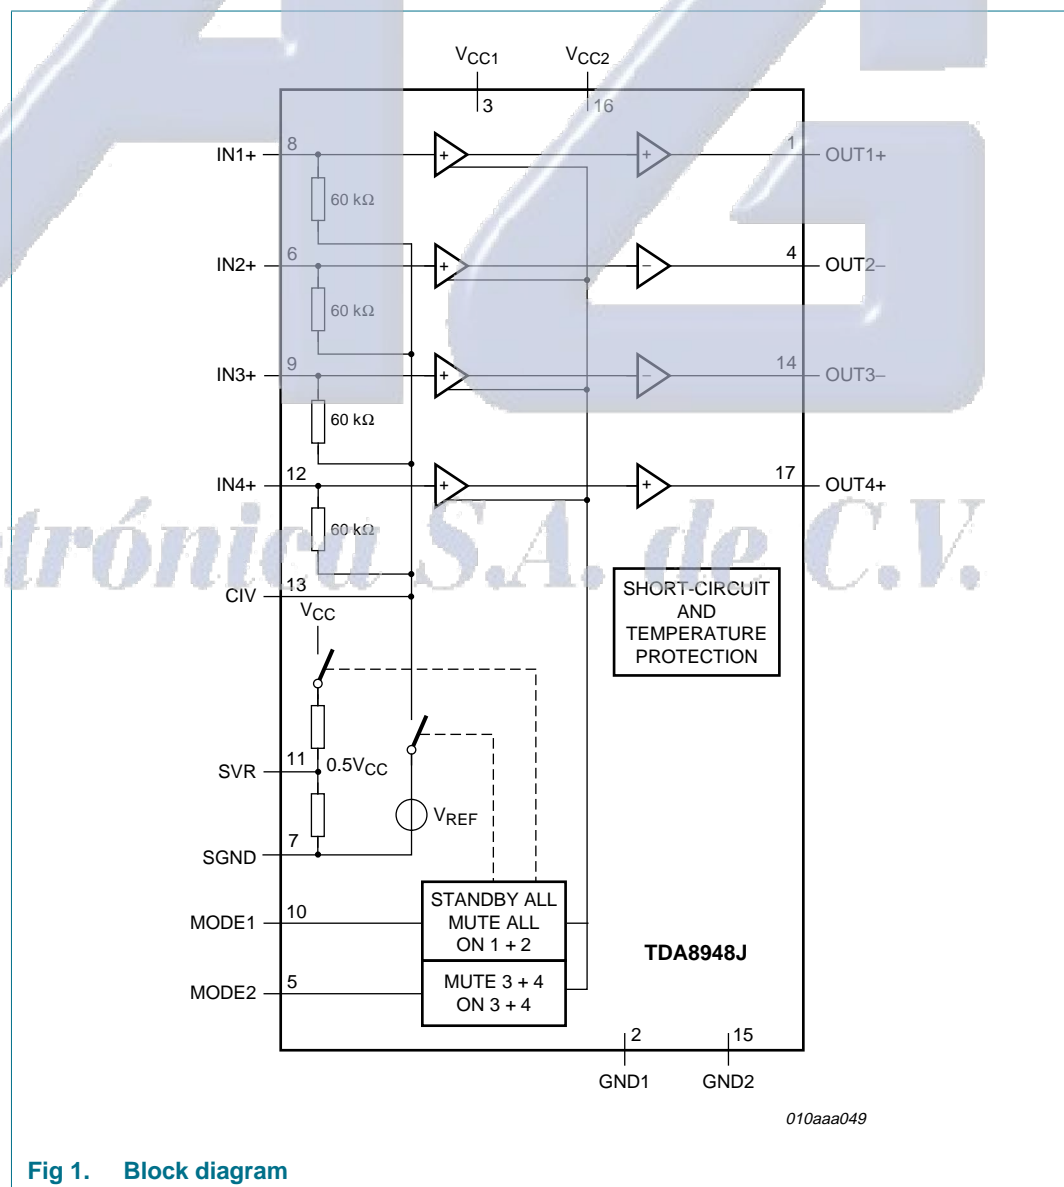 VCC1 VCC2
3 16
IN1+ 8 + + 1 OUT1+
60 kΩ
IN2+ 6 + − 4 OUT2−
60 kΩ
IN3+ 9 + − 14 OUT3−
60 kΩ
IN4+ 12 + + 17 OUT4+
60 kΩ
trónica S.A. de C.V.
CIV 13
VCC
SHORT-CIRCUIT
AND
TEMPERATURE
PROTECTION
SVR 11 0.5VCC
VREF
SGND 7
MODE1 10
STANDBY ALL
MUTE ALL
ON 1 + 2
TDA8948J
MODE2 5
MUTE 3 + 4
ON 3 + 4
2 15
GND1 GND2
010aaa049
Fig 1. Block diagram